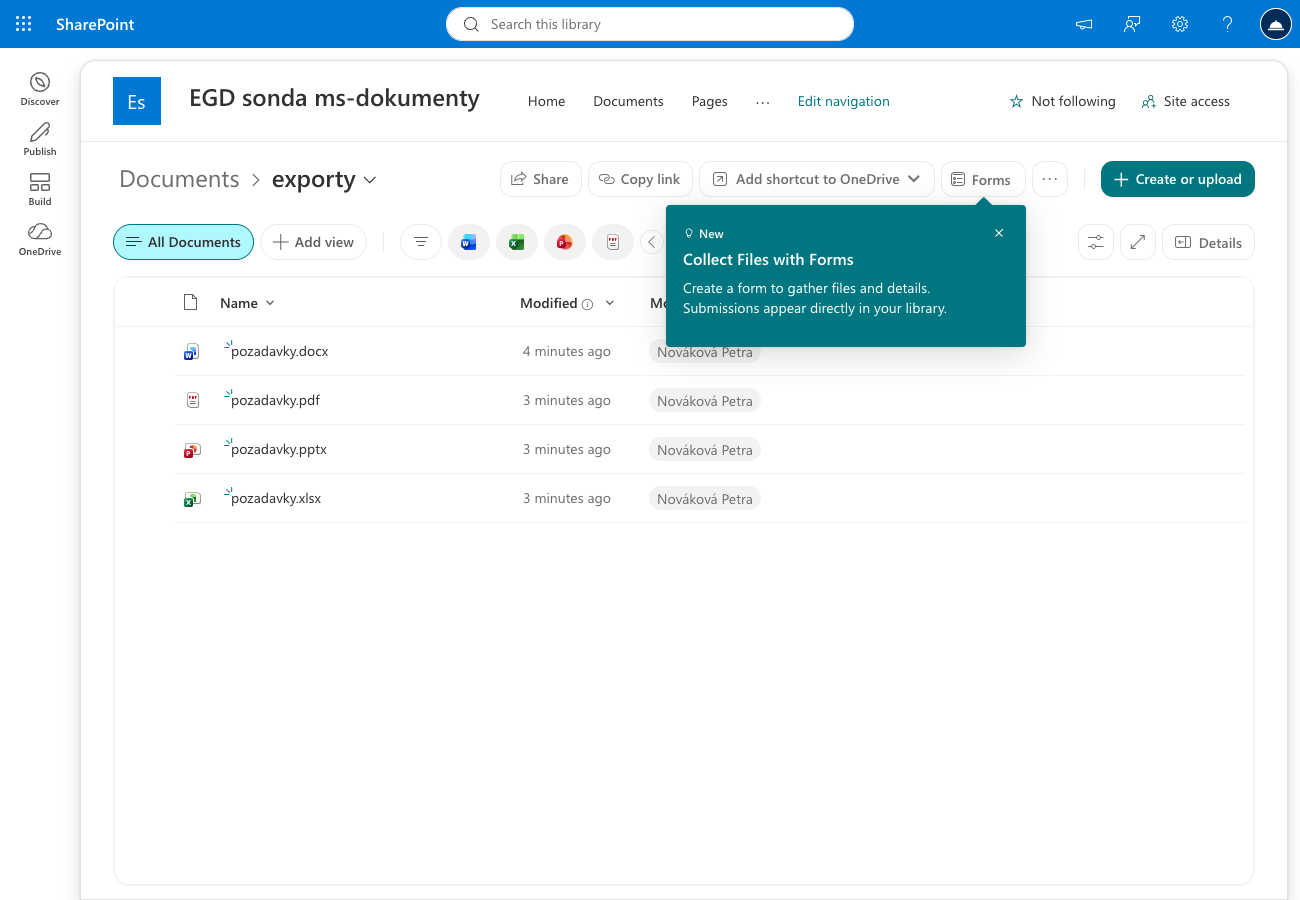 SharePoint
Search this library
Discover
Publish
Build
OneDrive
Es
EGD sonda ms-dokumenty
Home
Documents
Pages
...
Edit navigation
Not following
Site access
Documents > exporty
Share
Copy link
Add shortcut to OneDrive
Forms
...
Create or upload
All Documents
Add view
Details
New
Collect Files with Forms
Create a form to gather files and details.
Submissions appear directly in your library.
Name
Modified
pozadavky.docx
4 minutes ago
Nováková Petra
pozadavky.pdf
3 minutes ago
Nováková Petra
pozadavky.pptx
3 minutes ago
Nováková Petra
pozadavky.xlsx
3 minutes ago
Nováková Petra